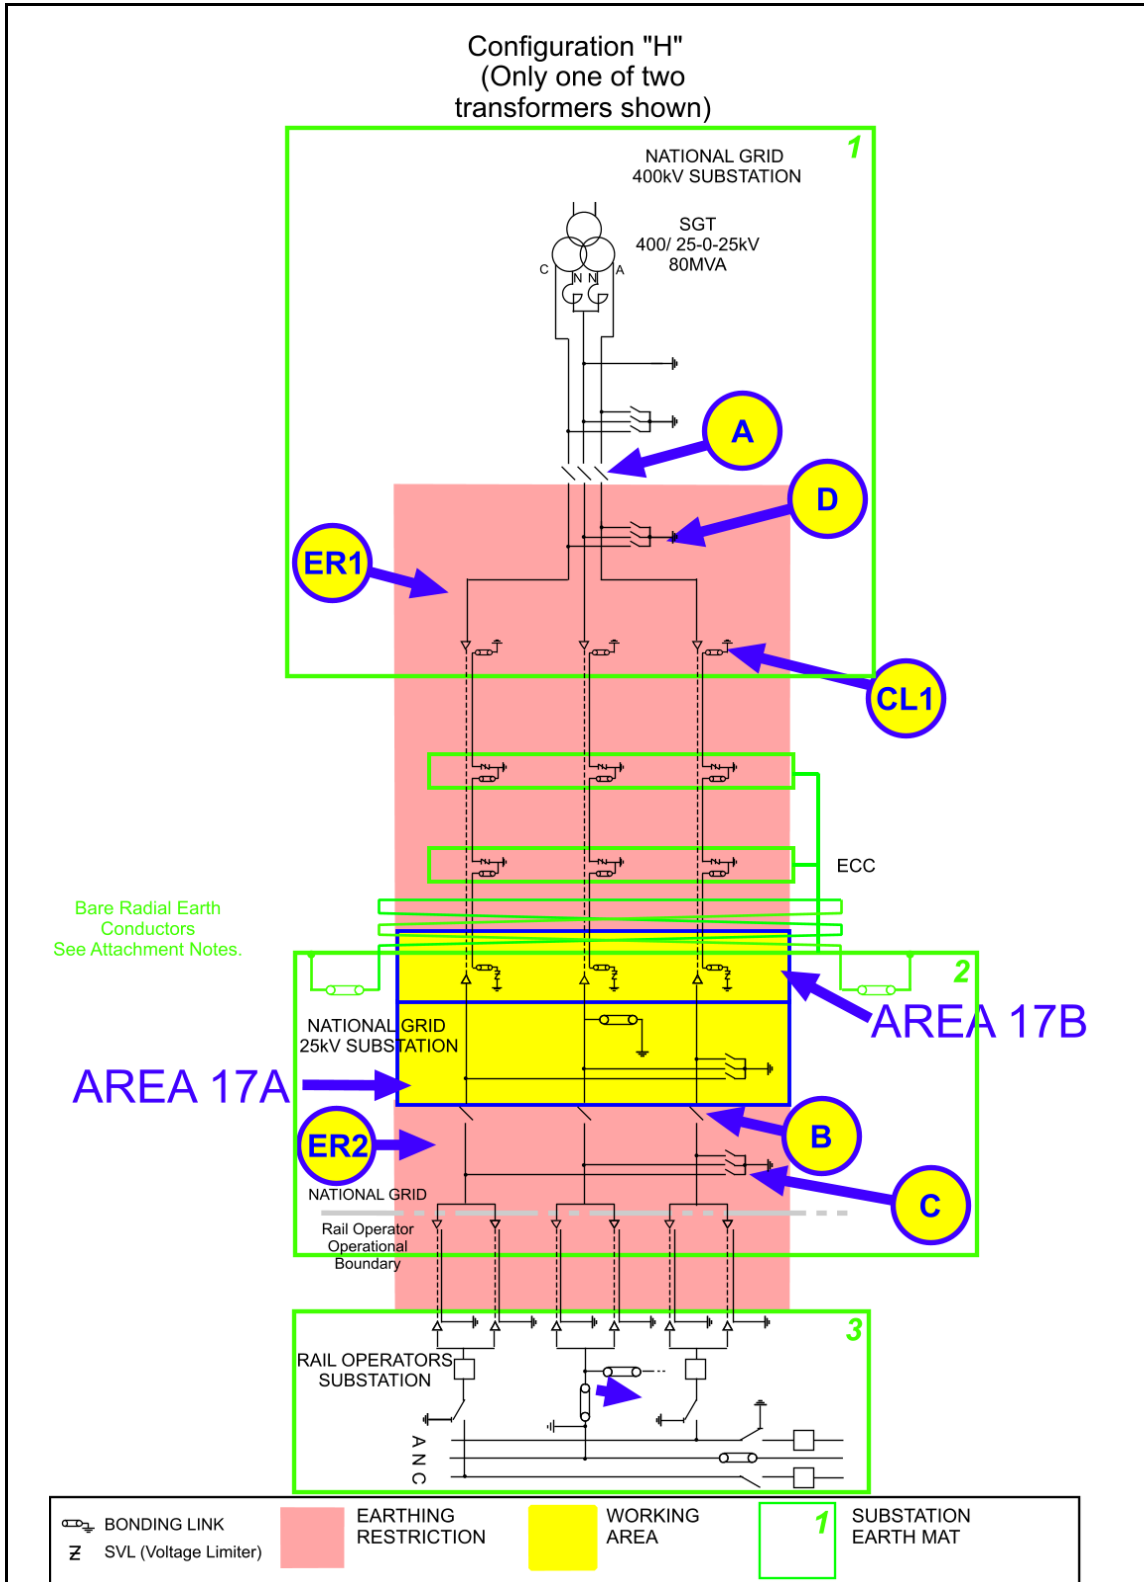 Configuration "H"
(Only one of two
transformers shown)
1
NATIONAL GRID
400kV SUBSTATION
SGT
400/ 25-0-25kV
80MVA
C
N N
A
A
D
ER1
CL1
ECC
Bare Radial Earth
Conductors
See Attachment Notes.
2
AREA 17B
NATIONAL GRID
25kV SUBSTATION
AREA 17A
B
ER2
C
NATIONAL GRID
Rail Operator
Operational
Boundary
3
RAIL OPERATORS
SUBSTATION
A
N
C
BONDING LINK
SVL (Voltage Limiter)
EARTHING
RESTRICTION
WORKING
AREA
1
SUBSTATION
EARTH MAT